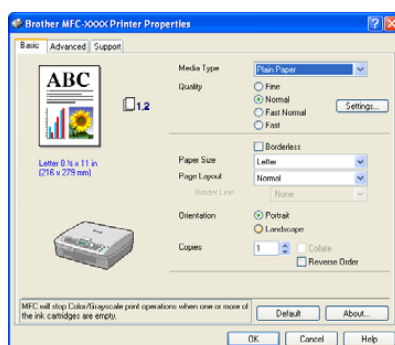 Brother MFC-XXXX Printer Properties
Basic
Advanced
Support
ABC
1.2
Letter 8 ½ x 11 in
(216 x 279 mm)
Media Type
Plain Paper
Quality
Fine
Normal
Fast Normal
Fast
Settings...
Borderless
Paper Size
Letter
Page Layout
Normal
Border Line
None
Orientation
Portrait
Landscape
Copies
1
Collate
Reverse Order
MFC will stop Color/Grayscale print operations when one or more of
the ink cartridges are empty.
Default
About...
OK
Cancel
Help